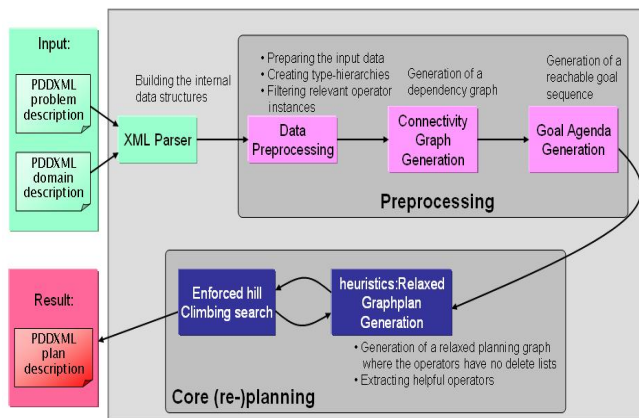 Input:
PDDXML
problem
description
PDDXML
domain
description
Building the internal
data structures
XML Parser
• Preparing the input data
• Creating type-hierarchies
• Filtering relevant operator
instances
Data
Preprocessing
Generation of a
dependency graph
Connectivity
Graph
Generation
Generation of a
reachable goal
sequence
Goal Agenda
Generation
Preprocessing
Result:
PDDXML
plan
description
Enforced hill
Climbing search
heuristics:Relaxed
Graphplan
Generation
• Generation of a relaxed planning graph
where the operators have no delete lists
• Extracting helpful operators
Core (re-)planning